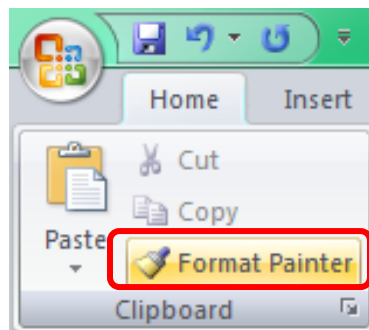 Home Insert
Cut
Copy
Paste
Format Painter
Clipboard